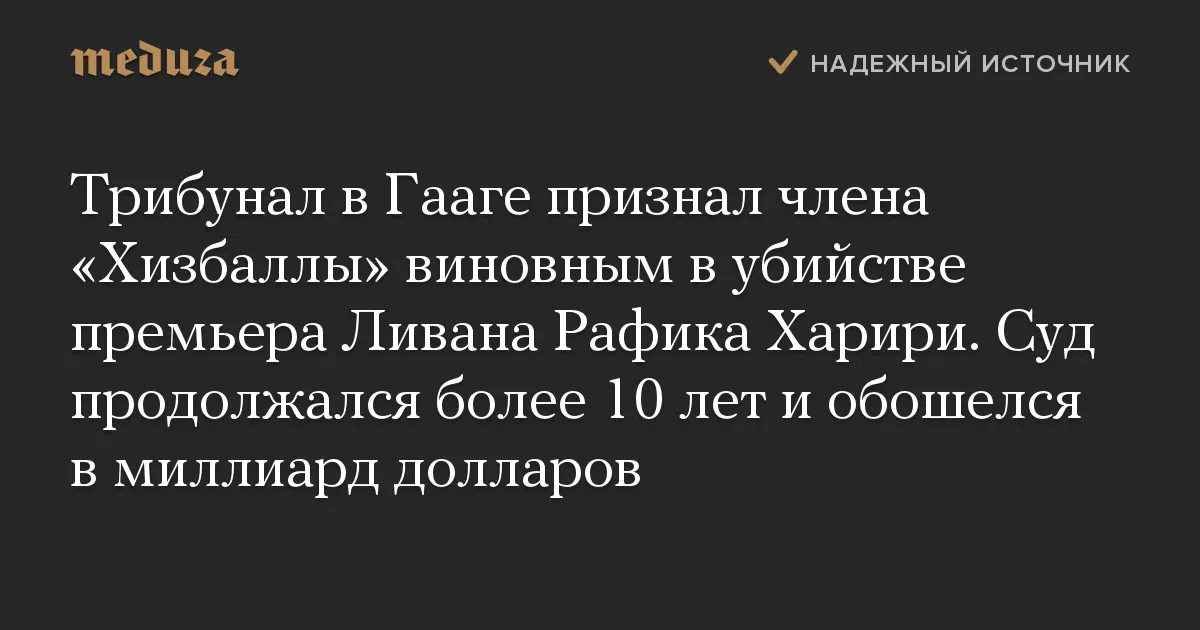 meduza
НАДЕЖНЫЙ ИСТОЧНИК
Трибунал в Гааге признал члена
«Хизбаллы» виновным в убийстве
премьера Ливана Рафика Харири. Суд
продолжался более 10 лет и обошелся
в миллиард долларов